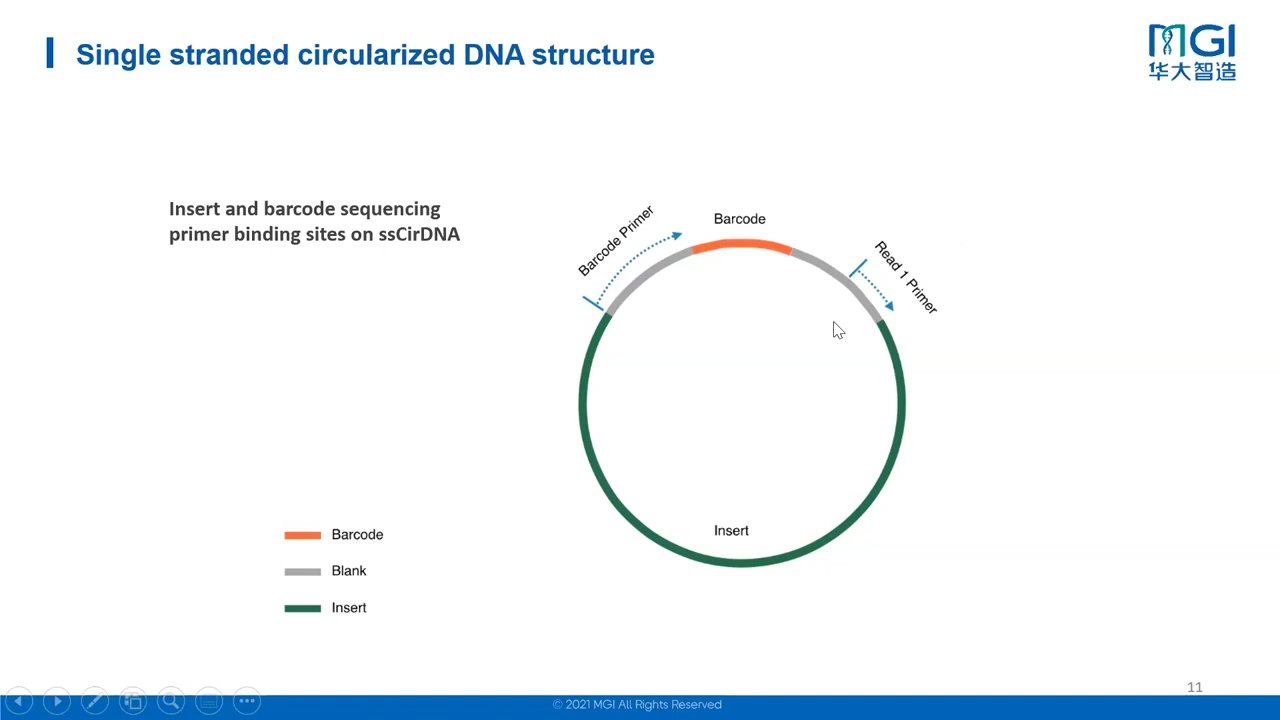 Single stranded circularized DNA structure
MGI
华大智造
Insert and barcode sequencing
primer binding sites on ssCirDNA
Barcode Primer
Barcode
Read 1 Primer
Insert
Barcode
Blank
Insert
11
© 2021 MGI All Rights Reserved